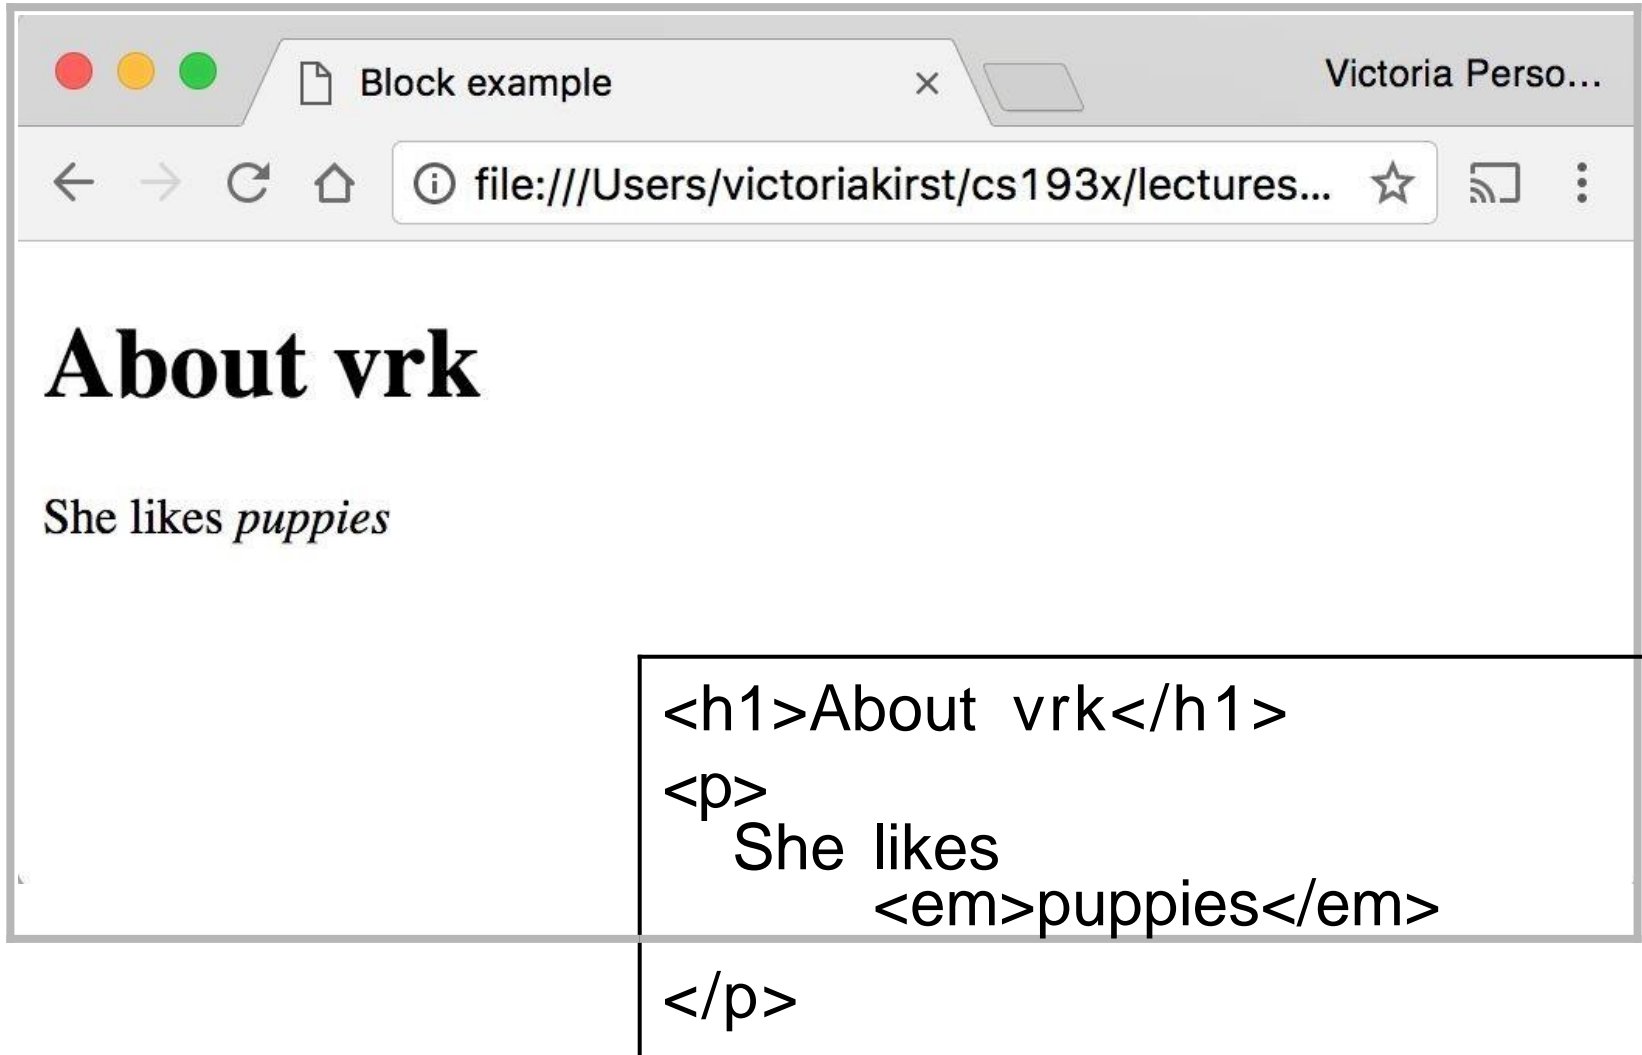 Block example
Victoria Perso...
file:///Users/victoriakirst/cs193x/lectures...
About vrk
She likes puppies
<h1>About vrk</h1>
<p>
She likes
<em>puppies</em>
</p>